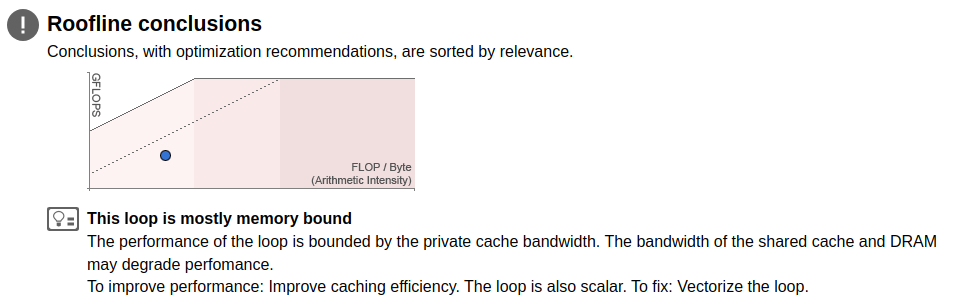 Roofline conclusions
Conclusions, with optimization recommendations, are sorted by relevance.
GFLOPS
FLOP / Byte
(Arithmetic Intensity)
This loop is mostly memory bound
The performance of the loop is bounded by the private cache bandwidth. The bandwidth of the shared cache and DRAM
may degrade perfomance.
To improve performance: Improve caching efficiency. The loop is also scalar. To fix: Vectorize the loop.